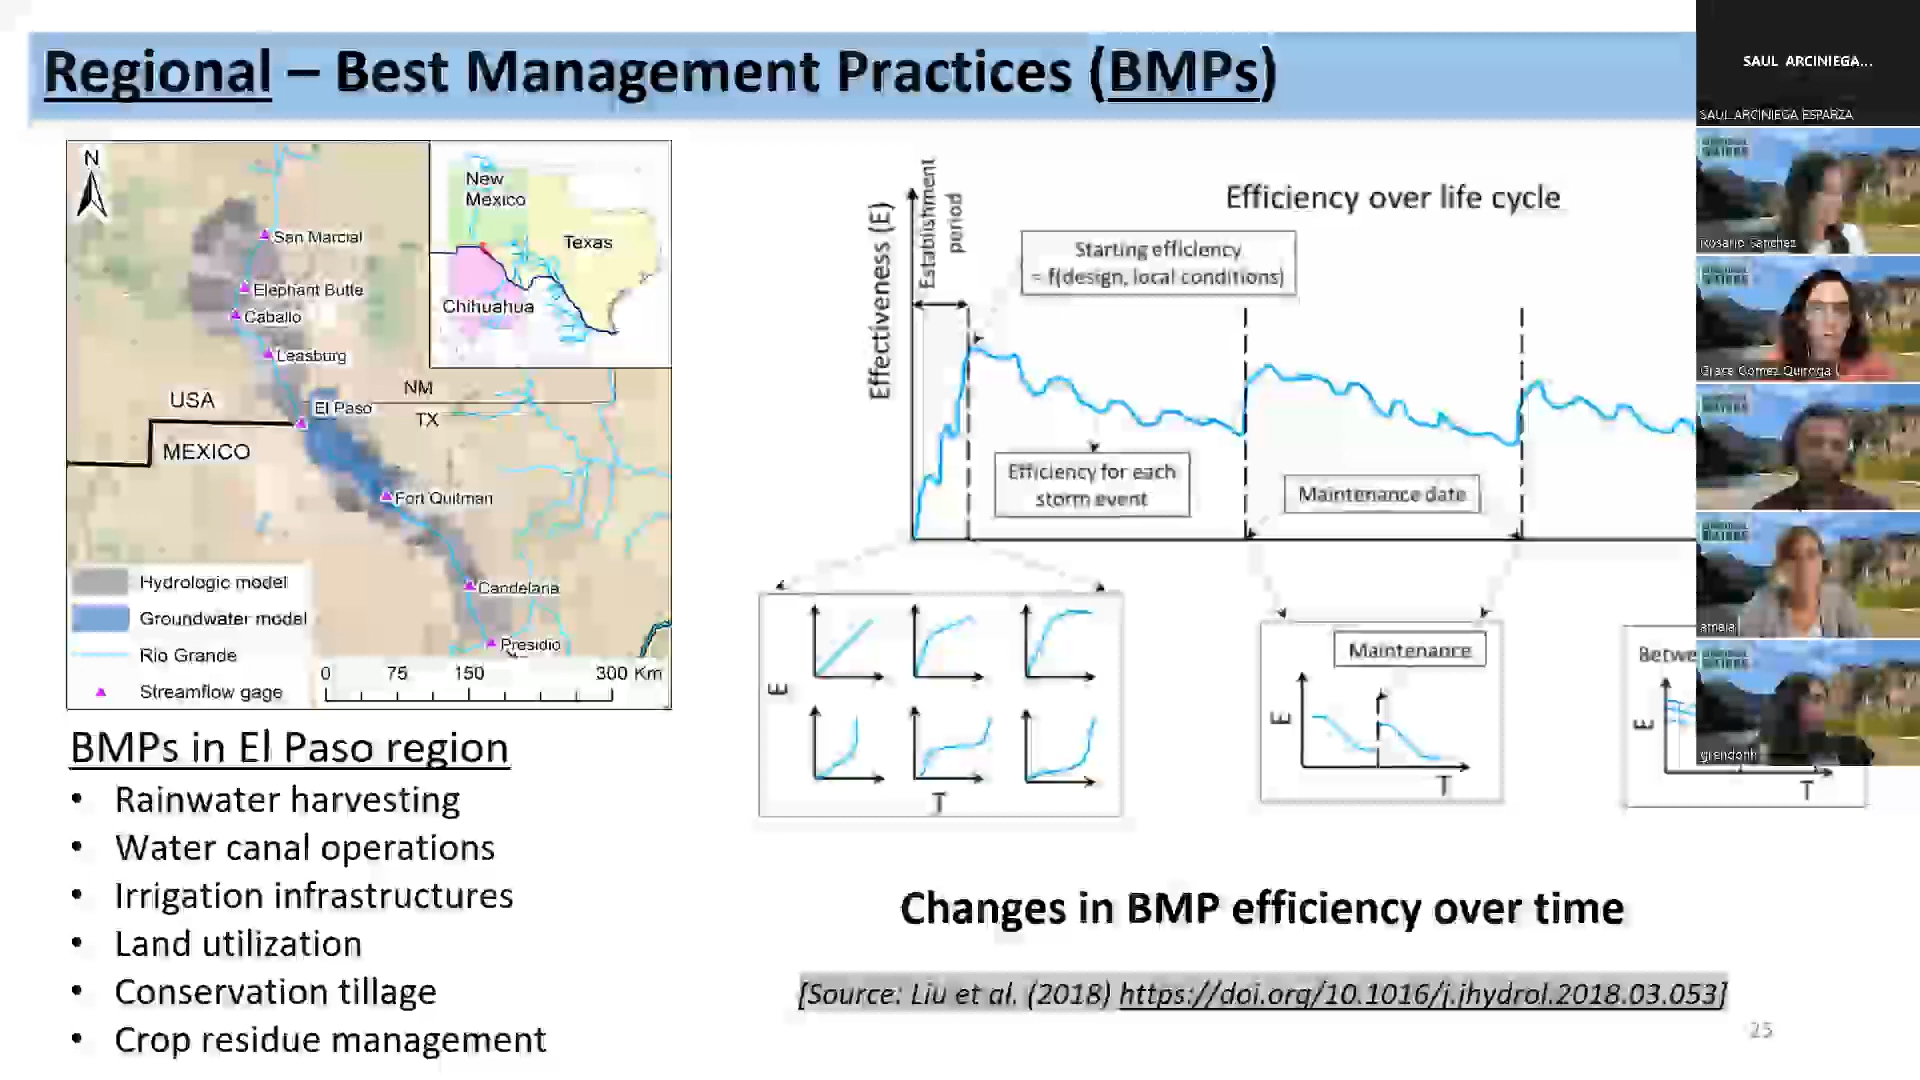 Regional – Best Management Practices (BMPs)
N
New
Mexico
Texas
Chihuahua
San Marcial
Elephant Butte
Caballo
Leasburg
USA
NM
El Paso
TX
MEXICO
Fort Quitman
Candelaria
Presidio
Hydrologic model
Groundwater model
Rio Grande
Streamflow gage
0 75 150 300 Km
BMPs in El Paso region
• Rainwater harvesting
• Water canal operations
• Irrigation infrastructures
• Land utilization
• Conservation tillage
• Crop residue management
Effectiveness (E)
Establishment
period
Efficiency over life cycle
Starting efficiency
= f(design, local conditions)
Efficiency for each
storm event
Maintenance date
E
T
Maintenance
E
T
Betwe
E
T
Changes in BMP efficiency over time
[Source: Liu et al. (2018) https://doi.org/10.1016/j.jhydrol.2018.03.053]
25
SAUL ARCINIEGA...
SAUL ARCINIEGA ESPARZA
Rosario Sanchez
Grace Gomez Quiroga
amaia
grendonh